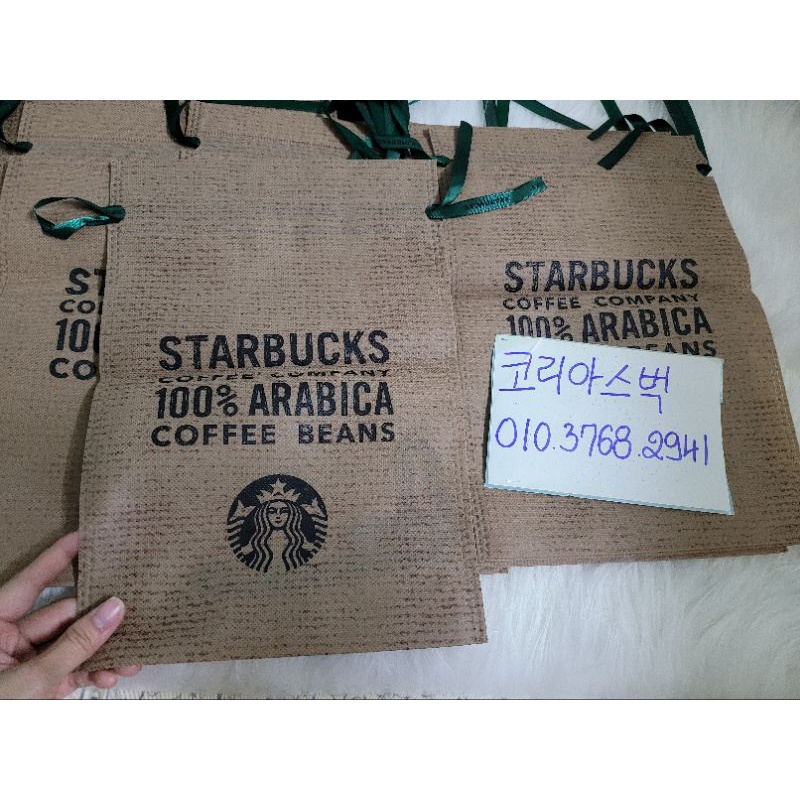 STARBUCKS
COFFEE COMPANY
100% ARABICA
COFFEE BEANS
STARBUCKS
COFFEE COMPANY
100% ARABICA
BEANS
코리아스벅
010.3768.2941